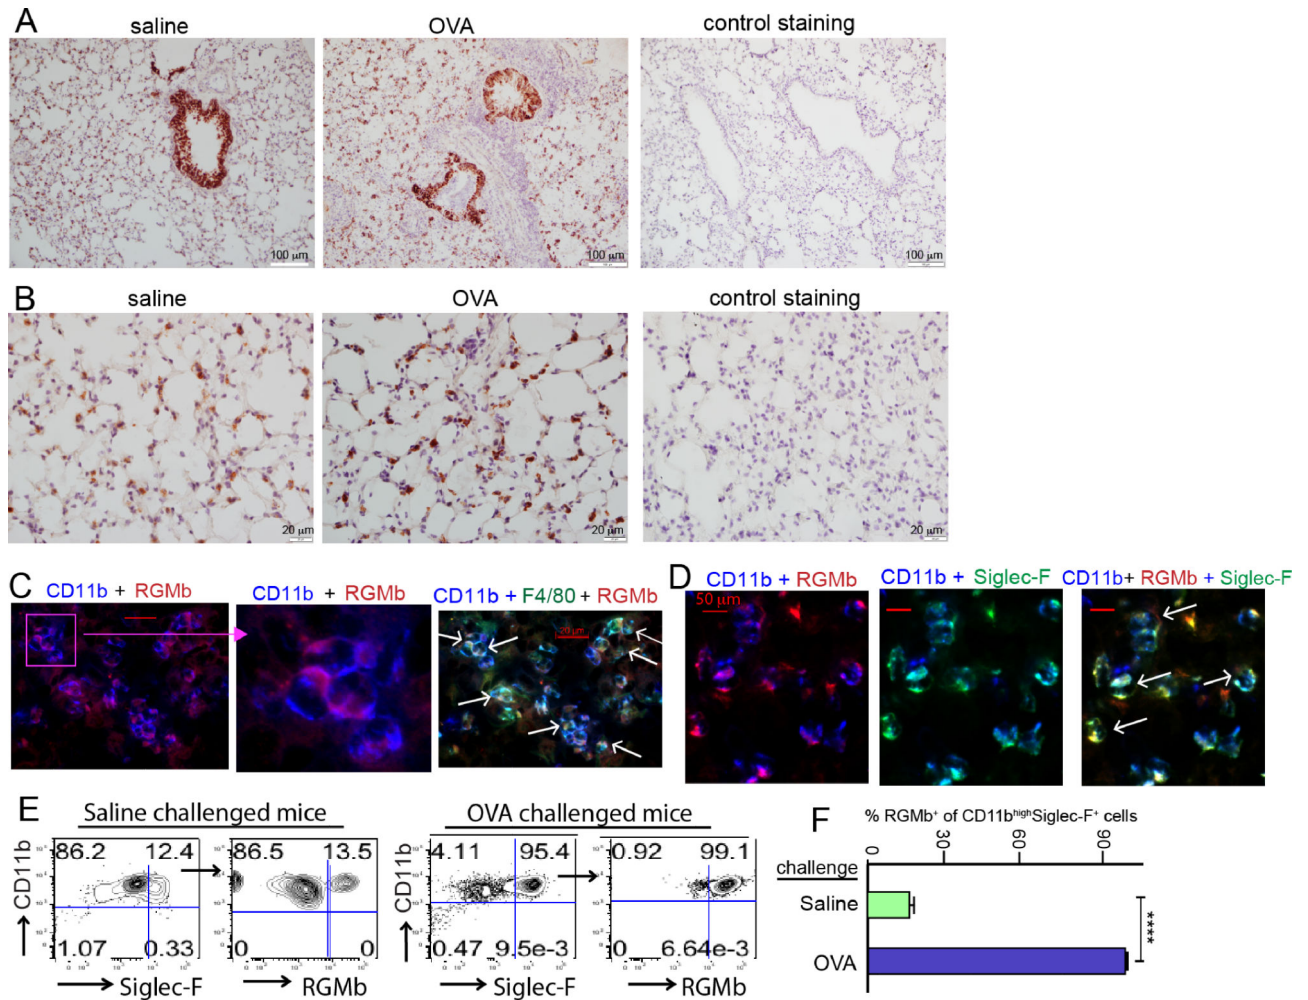 A
saline
OVA
control staining
100 µm
100 µm
100 µm
B
saline
OVA
control staining
20 µm
20 µm
20 µm
C
CD11b + RGMb
CD11b + RGMb
CD11b + F4/80 + RGMb
20 µm
D
CD11b + RGMb
CD11b + Siglec-F
CD11b+ RGMb + Siglec-F
50 µm
E
Saline challenged mice
OVA challenged mice
CD11b
86.2 12.4
1.07 0.33
Siglec-F
86.5 13.5
0 0
RGMb
CD11b
4.11 95.4
0.47 9.5e-3
Siglec-F
0.92 99.1
0 6.64e-3
RGMb
F
% RGMb⁺ of CD11bʰⁱᵍʰSiglec-F⁺ cells
0 30 60 90
challenge
Saline
OVA
****